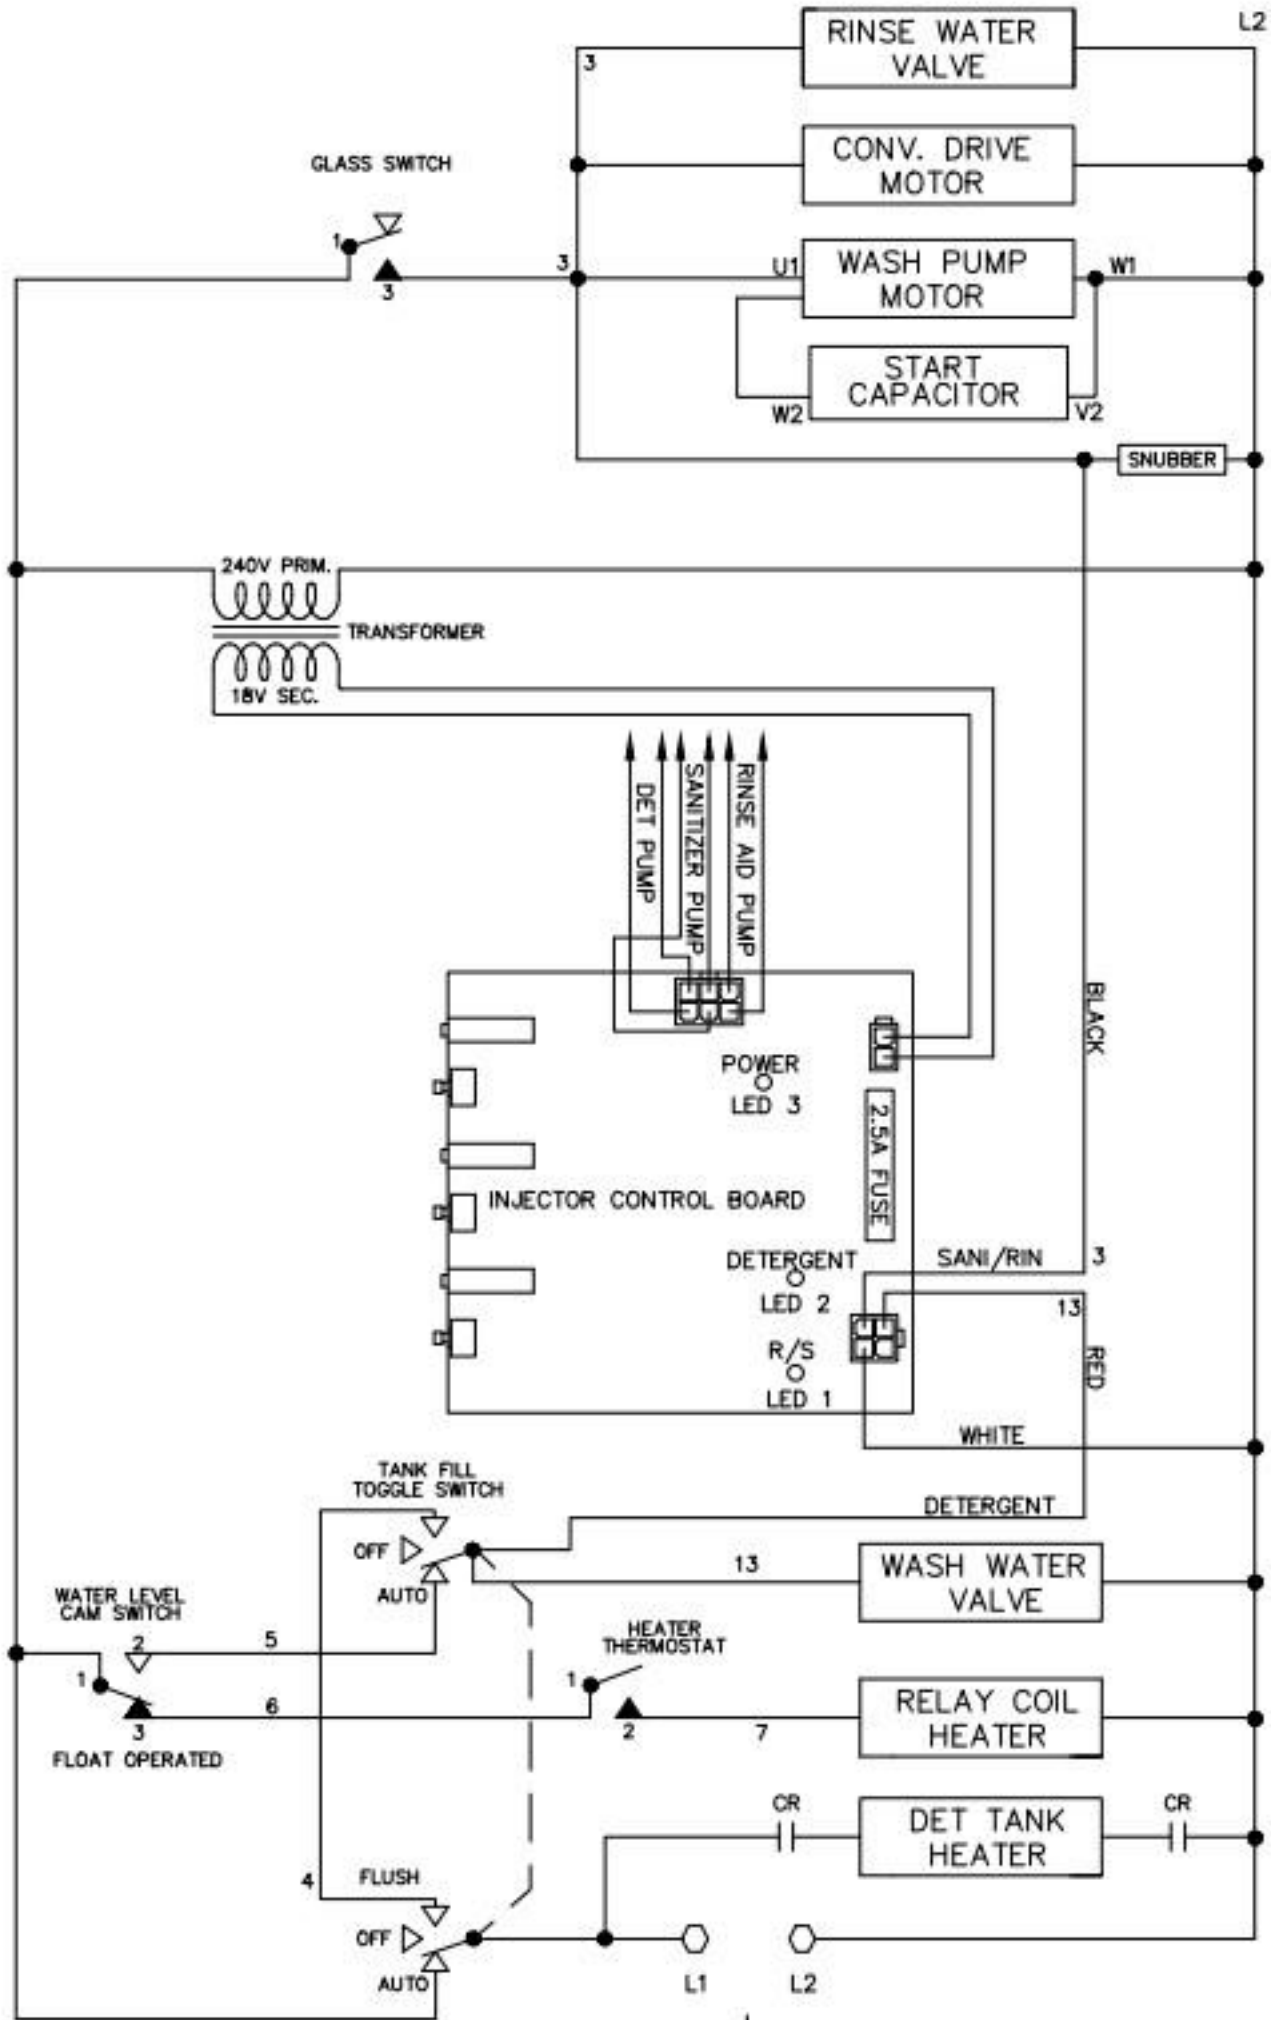 L2
RINSE WATER
VALVE
3
CONV. DRIVE
MOTOR
GLASS SWITCH
1
3
3
U1
WASH PUMP
MOTOR
W1
START
CAPACITOR
W2
V2
SNUBBER
240V PRIM.
TRANSFORMER
18V SEC.
DET PUMP
SANITIZER PUMP
RINSE AID PUMP
BLACK
POWER
LED 3
2.5A FUSE
INJECTOR CONTROL BOARD
DETERGENT
LED 2
SANI/RIN
3
13
R/S
LED 1
RED
WHITE
TANK FILL
TOGGLE SWITCH
DETERGENT
OFF
AUTO
13
WASH WATER
VALVE
WATER LEVEL
CAM SWITCH
2
5
1
HEATER
THERMOSTAT
1
3
6
2
7
RELAY COIL
HEATER
FLOAT OPERATED
CR
DET TANK
HEATER
CR
4
FLUSH
OFF
AUTO
L1
L2